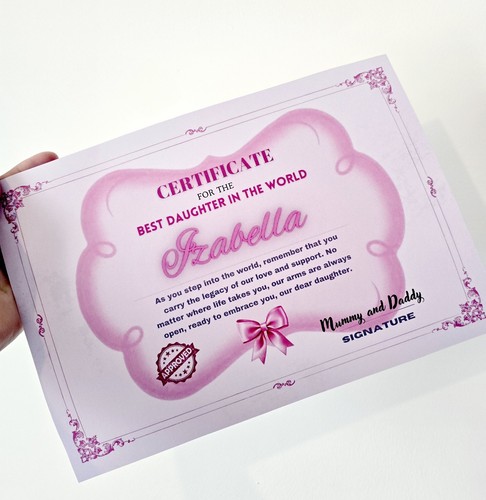 CERTIFICATE
FOR THE
BEST DAUGHTER IN THE WORLD
Izabella
As you step into the world, remember that you
carry the legacy of our love and support. No
matter where life takes you, our arms are always
open, ready to embrace you, our dear daughter.
APPROVED
Mummy and Daddy
SIGNATURE